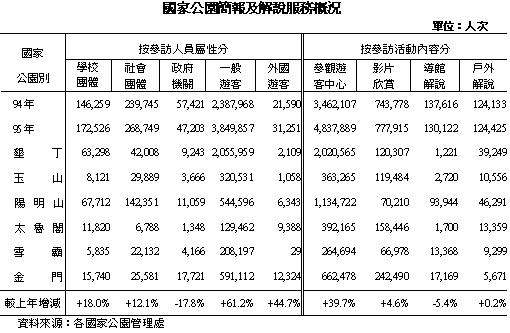 國家公園簡報及解說服務概況
單位：人次
國家公園別 按參訪人員屬性分 按參訪活動內容分
學校團體 社會團體 政府機關 一般遊客 外國遊客 參觀遊客中心 影片欣賞 導館解說 戶外解說
94年 146,259 239,745 57,421 2,387,968 21,590 3,462,107 743,778 137,616 124,133
95年 172,526 268,749 47,203 3,849,857 31,251 4,837,889 777,915 130,122 124,425
墾丁 63,298 42,008 9,243 2,055,959 2,109 2,020,565 120,307 1,221 39,249
玉山 8,121 29,889 3,666 320,531 1,058 363,265 119,484 2,720 10,556
陽明山 67,712 142,351 11,059 544,596 6,343 1,134,722 70,210 93,944 46,291
太魯閣 11,820 6,788 1,348 129,462 9,388 392,165 158,446 1,700 13,359
雪霸 5,835 22,132 4,166 208,197 29 264,694 66,978 13,368 9,299
金門 15,740 25,581 17,721 591,112 12,324 662,478 242,490 17,169 5,671
較上年增減 +18.0% +12.1% -17.8% +61.2% +44.7% +39.7% +4.6% -5.4% +0.2%
資料來源：各國家公園管理處